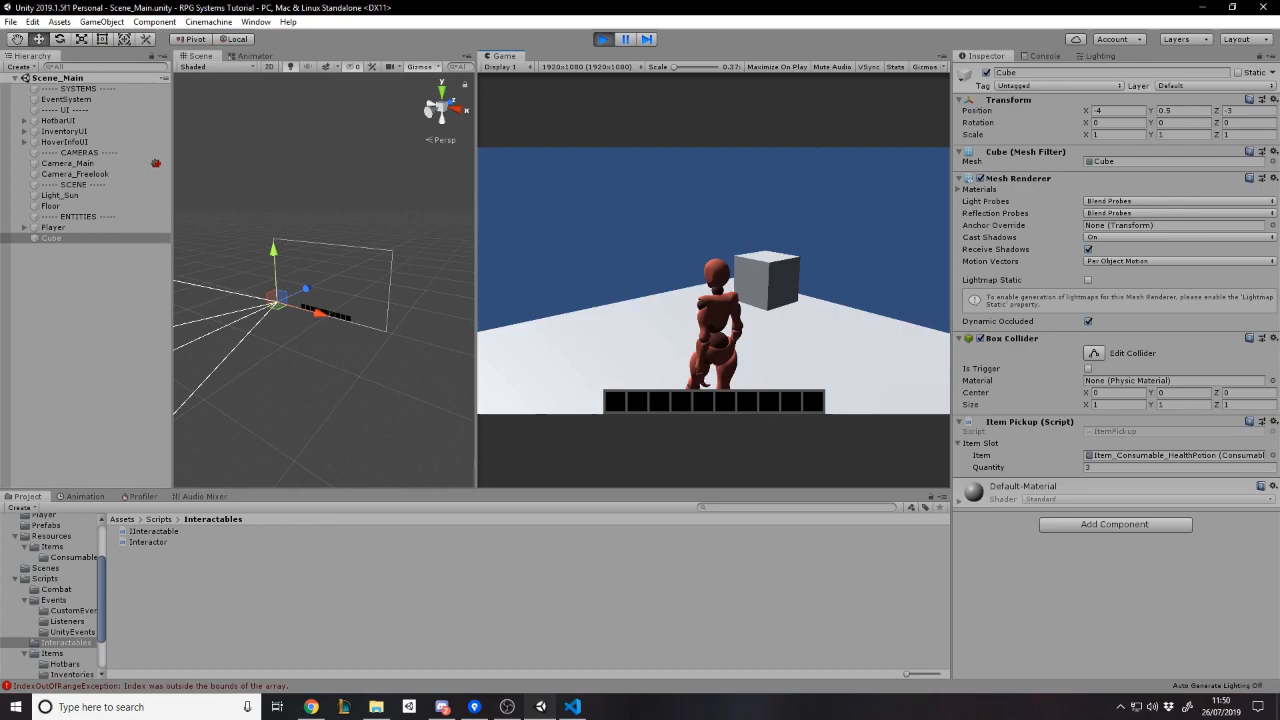 Unity 2019.1.5f1 Personal - Scene_Main.unity - RPG Systems Tutorial - PC, Mac & Linux Standalone <DX11>
File Edit Assets GameObject Component Cinemachine Window Help
Pivot Local Account Layers Layout
Hierarchy
Create All
Scene_Main
----- SYSTEMS -----
EventSystem
----- UI -----
HotbarUI
InventoryUI
HoverInfoUI
----- CAMERAS -----
Camera_Main
Camera_Freelook
----- SCENE -----
Light_Sun
Floor
----- ENTITIES -----
Player
Cube
Scene Animator
Shaded 2D 0 Gizmos All
y
z
x
Persp
Game
Display 1 1920x1080 (1920x1080) Scale 0.37x Maximize On Play Mute Audio VSync Stats Gizmos
Inspector Console Lighting
Cube Static
Tag Untagged Layer Default
Transform
Position X -4 Y 0.5 Z -3
Rotation X 0 Y 0 Z 0
Scale X 1 Y 1 Z 1
Cube (Mesh Filter)
Mesh Cube
Mesh Renderer
Materials
Light Probes Blend Probes
Reflection Probes Blend Probes
Anchor Override None (Transform)
Cast Shadows On
Receive Shadows
Motion Vectors Per Object Motion
Lightmap Static
To enable generation of lightmaps for this Mesh Renderer, please enable the 'Lightmap Static' property.
Dynamic Occluded
Box Collider
Edit Collider
Is Trigger
Material None (Physic Material)
Center X 0 Y 0 Z 0
Size X 1 Y 1 Z 1
Item Pickup (Script)
Script ItemPickup
Item Slot
Item Item_Consumable_HealthPotion (Consumabl
Quantity 3
Default-Material
Shader Standard
Add Component
Project Animation Profiler Audio Mixer
Create
Player
Prefabs
Resources
Items
Consumable
Scenes
Scripts
Combat
Events
CustomEver
Listeners
UnityEvents
Interactables
Items
Hotbars
Inventories
Assets Scripts Interactables
IInteractable
Interactor
IndexOutOfRangeException: Index was outside the bounds of the array.
Auto Generate Lighting Off
Type here to search
11:50
26/07/2019